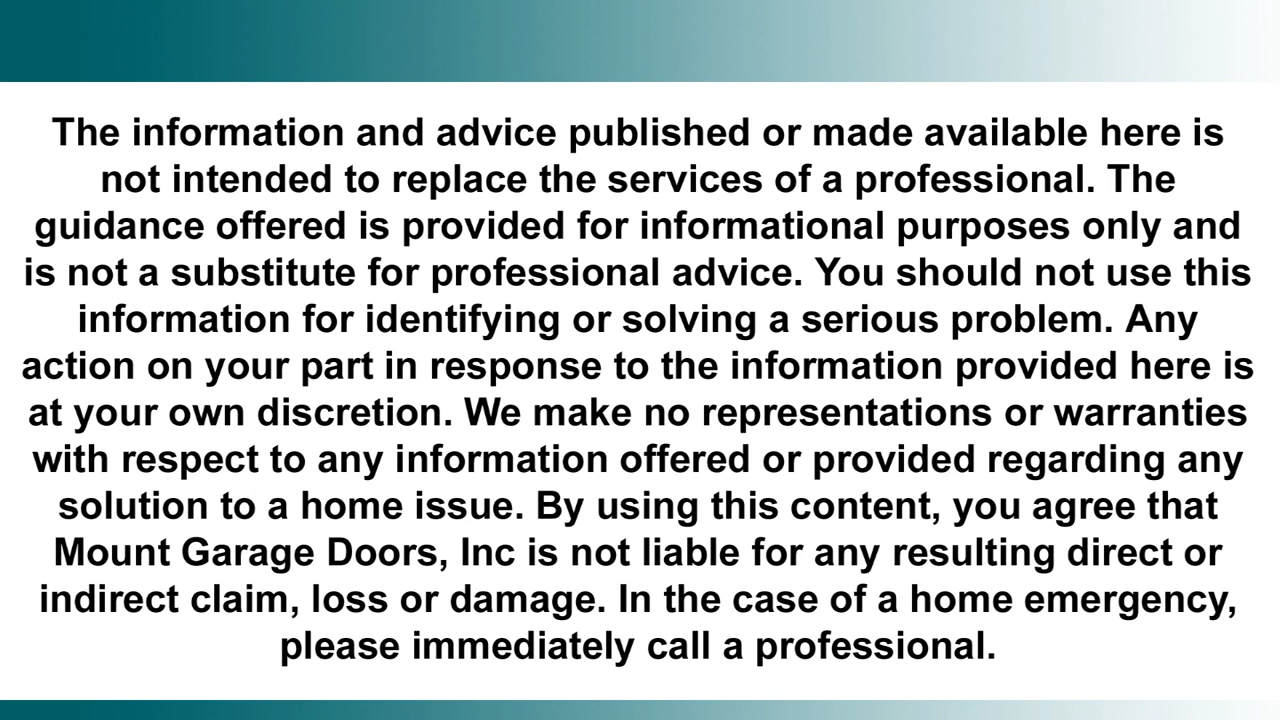 The information and advice published or made available here is
not intended to replace the services of a professional. The
guidance offered is provided for informational purposes only and
is not a substitute for professional advice. You should not use this
information for identifying or solving a serious problem. Any
action on your part in response to the information provided here is
at your own discretion. We make no representations or warranties
with respect to any information offered or provided regarding any
solution to a home issue. By using this content, you agree that
Mount Garage Doors, Inc is not liable for any resulting direct or
indirect claim, loss or damage. In the case of a home emergency,
please immediately call a professional.